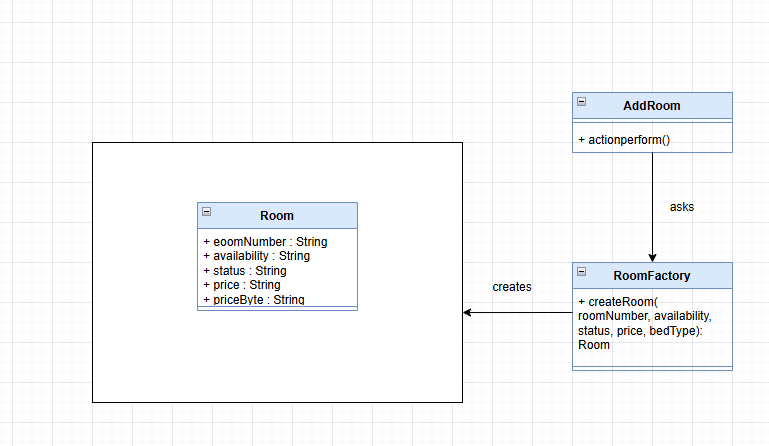 AddRoom
+ actionperform()
asks
Room
+ eoomNumber : String
+ availability : String
+ status : String
+ price : String
+ priceByte : String
creates
RoomFactory
+ createRoom(
roomNumber, availability,
status, price, bedType):
Room